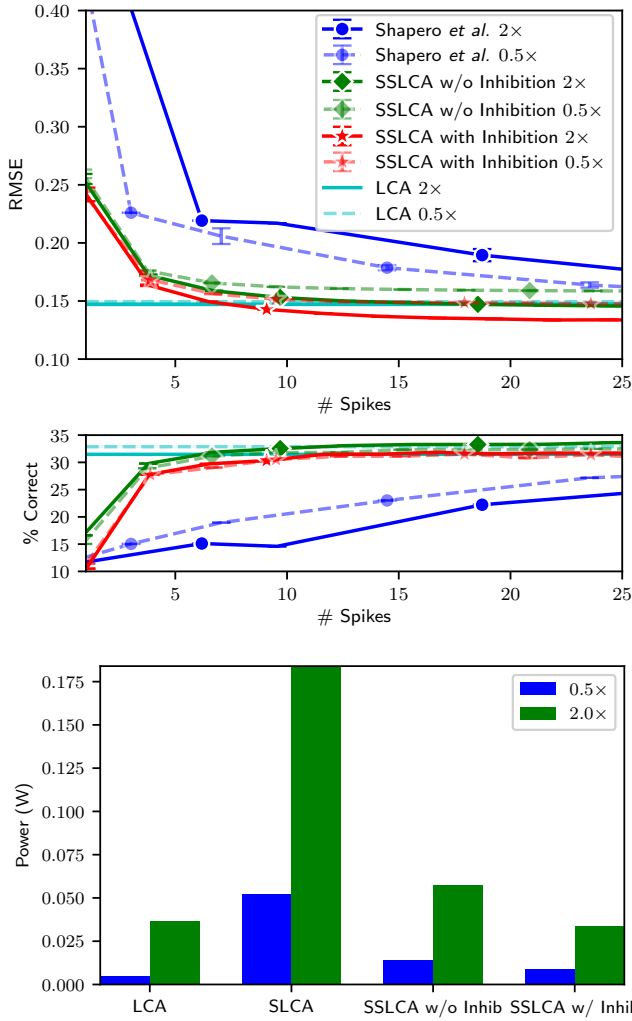 0.40
0.35
0.30
0.25
0.20
0.15
0.10
RMSE
Shapero et al. 2×
Shapero et al. 0.5×
SSLCA w/o Inhibition 2×
SSLCA w/o Inhibition 0.5×
SSLCA with Inhibition 2×
SSLCA with Inhibition 0.5×
LCA 2×
LCA 0.5×
5 10 15 20 25
# Spikes
35
30
25
20
15
10
% Correct
5 10 15 20 25
# Spikes
0.175
0.150
0.125
0.100
0.075
0.050
0.025
0.000
Power (W)
0.5×
2.0×
LCA SLCA SSLCA w/o Inhib SSLCA w/ Inhib